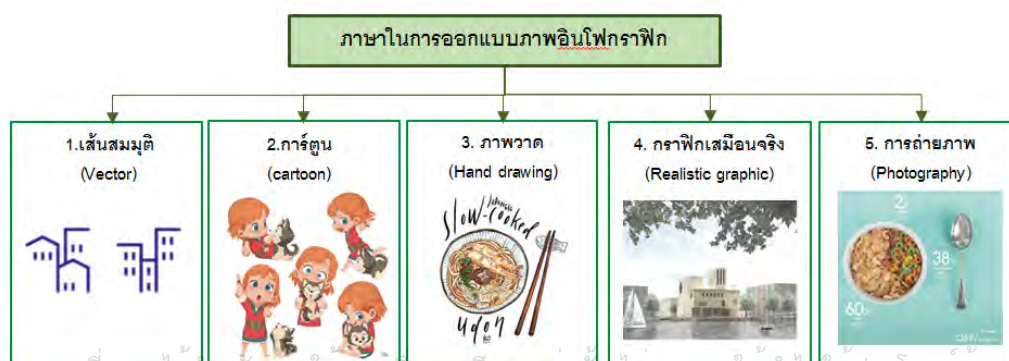 ภาษาในการออกแบบภาพอินโฟกราฟิก
1.เส้นสมมุติ
(Vector)
2.การ์ตูน
(cartoon)
3. ภาพวาด
(Hand drawing)
Slow-Cooked
udon
4. กราฟิกเสมือนจริง
(Realistic graphic)
5. การถ่ายภาพ
(Photography)
2
38
60